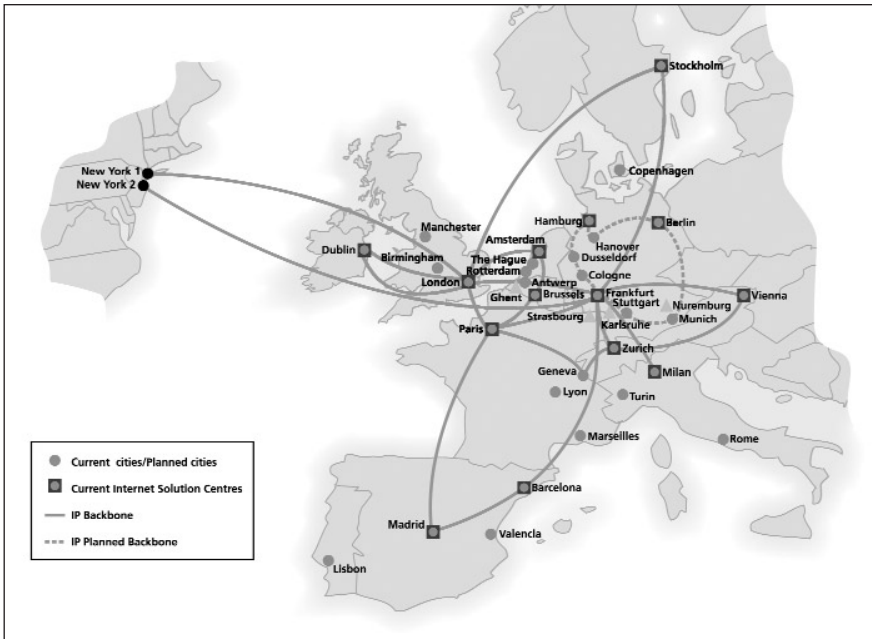 Stockholm
New York 1
New York 2
Copenhagen
Manchester
Hamburg
Berlin
Dublin
Amsterdam
Hanover
Birmingham
The Hague
Dusseldorf
Rotterdam
Cologne
London
Antwerp
Ghent
Brussels
Frankfurt
Vienna
Stuttgart
Nuremburg
Strasbourg
Karlsruhe
Munich
Paris
Zurich
Geneva
Milan
Lyon
Turin
Marseilles
Rome
Current cities/Planned cities
Current Internet Solution Centres
Barcelona
IP Backbone
Madrid
Valencla
IP Planned Backbone
Lisbon